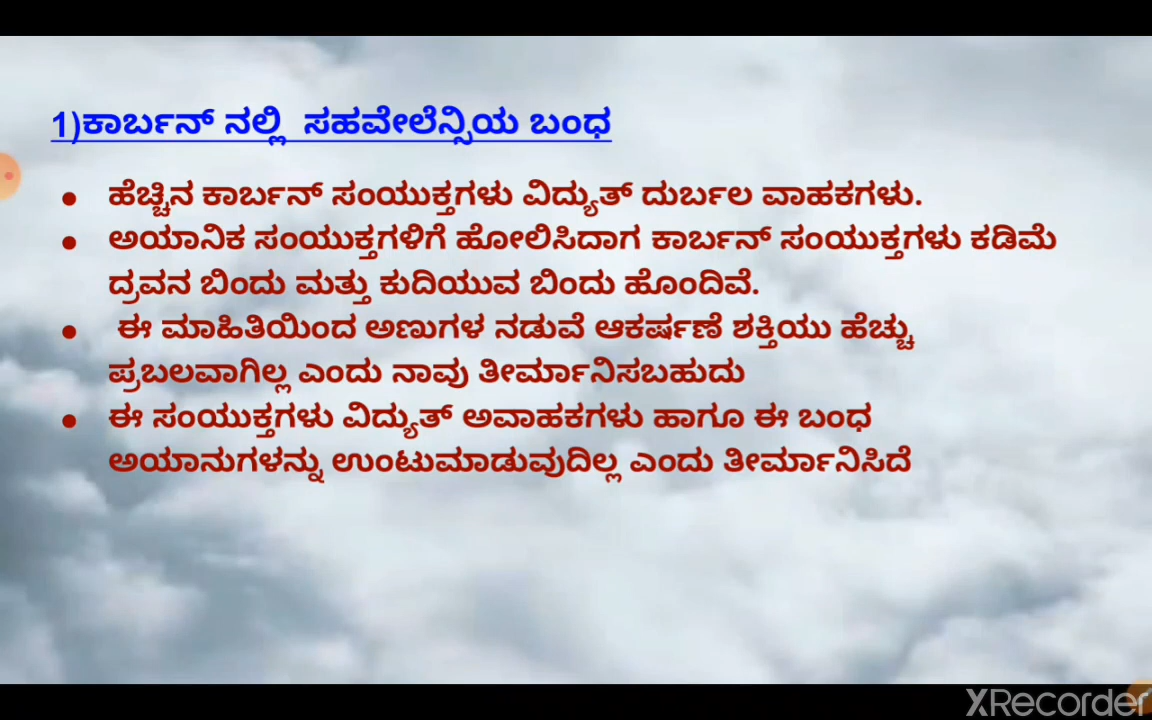 1)ಕಾರ್ಬನ್ ನಲ್ಲಿ ಸಹವೇಲೆನ್ಸಿಯ ಬಂಧ
• ಹೆಚ್ಚಿನ ಕಾರ್ಬನ್ ಸಂಯುಕ್ತಗಳು ವಿದ್ಯುತ್ ದುರ್ಬಲ ವಾಹಕಗಳು.
• ಅಯಾನಿಕ ಸಂಯುಕ್ತಗಳಿಗೆ ಹೋಲಿಸಿದಾಗ ಕಾರ್ಬನ್ ಸಂಯುಕ್ತಗಳು ಕಡಿಮೆ
ದ್ರವನ ಬಿಂದು ಮತ್ತು ಕುದಿಯುವ ಬಿಂದು ಹೊಂದಿವೆ.
• ಈ ಮಾಹಿತಿಯಿಂದ ಅಣುಗಳ ನಡುವೆ ಆಕರ್ಷಣೆ ಶಕ್ತಿಯು ಹೆಚ್ಚು
ಪ್ರಬಲವಾಗಿಲ್ಲ ಎಂದು ನಾವು ತೀರ್ಮಾನಿಸಬಹುದು
• ಈ ಸಂಯುಕ್ತಗಳು ವಿದ್ಯುತ್ ಅವಾಹಕಗಳು ಹಾಗೂ ಈ ಬಂಧ
ಅಯಾನುಗಳನ್ನು ಉಂಟುಮಾಡುವುದಿಲ್ಲ ಎಂದು ತೀರ್ಮಾನಿಸಿದೆ
XRecorder